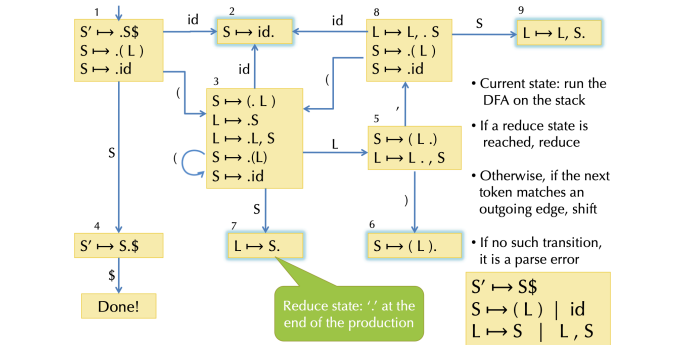 1
S' ↦ .S$
S ↦ .( L )
S ↦ .id
id
2
S ↦ id.
id
8
L ↦ L, . S
S ↦ .( L )
S ↦ .id
S
9
L ↦ L, S.
(
id
(
3
S ↦ (. L )
L ↦ .S
L ↦ .L, S
S ↦ .(L)
S ↦ .id
(
L
5
S ↦ ( L .)
L ↦ L . , S
,
S
S
)
4
S' ↦ S.$
7
L ↦ S.
6
S ↦ ( L ).
$
Done!
Reduce state: '.' at the
end of the production
• Current state: run the
DFA on the stack
• If a reduce state is
reached, reduce
• Otherwise, if the next
token matches an
outgoing edge, shift
• If no such transition,
it is a parse error
S' ↦ S$
S ↦ ( L ) | id
L ↦ S | L , S